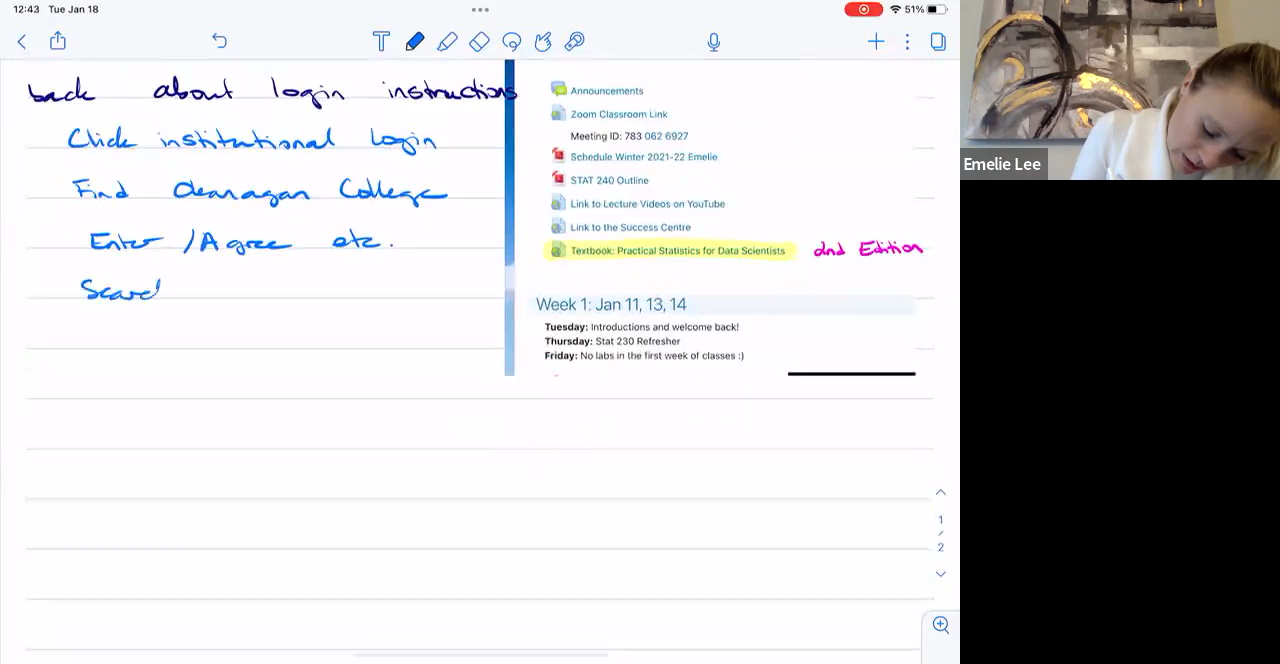 12:43 Tue Jan 18
51%
back about login instructions
Click institutional login
Find Okanagan College
Enter /Agree etc.
Search
Announcements
Zoom Classroom Link
Meeting ID: 783 062 6927
Schedule Winter 2021-22 Emelie
STAT 240 Outline
Link to Lecture Videos on YouTube
Link to the Success Centre
Textbook: Practical Statistics for Data Scientists 2nd Edition
Week 1: Jan 11, 13, 14
Tuesday: Introductions and welcome back!
Thursday: Stat 230 Refresher
Friday: No labs in the first week of classes :)
1
/
2
Emelie Lee